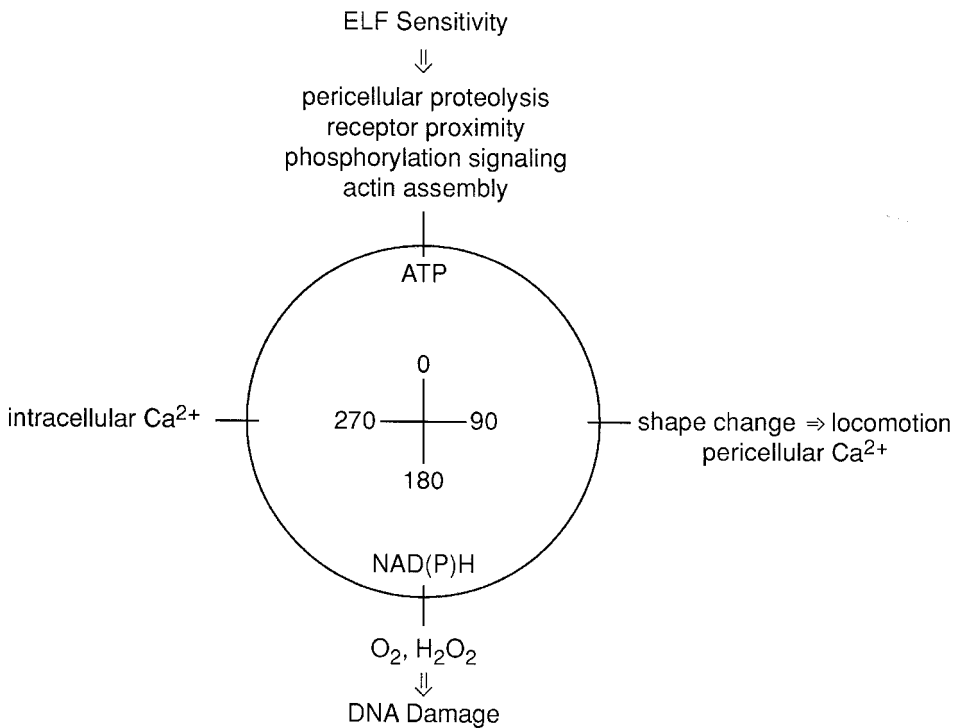 ELF Sensitivity
⇓
pericellular proteolysis
receptor proximity
phosphorylation signaling
actin assembly
ATP
0
intracellular Ca²⁺
270
90
shape change ⇒ locomotion
pericellular Ca²⁺
180
NAD(P)H
O₂, H₂O₂
⇓
DNA Damage